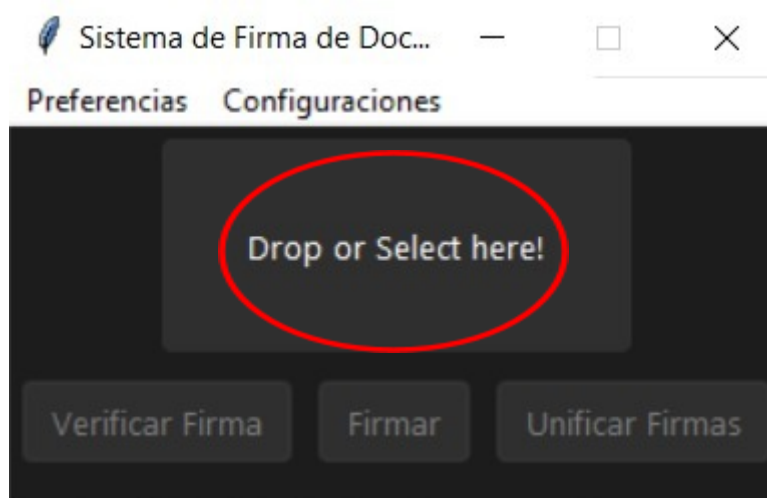 Sistema de Firma de Doc...
Preferencias Configuraciones
Drop or Select here!
Verificar Firma Firmar Unificar Firmas